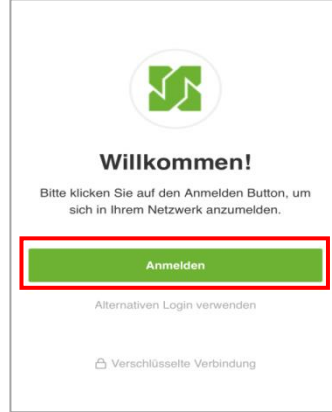 Willkommen!
Bitte klicken Sie auf den Anmelden Button, um
sich in Ihrem Netzwerk anzumelden.
Anmelden
Alternativen Login verwenden
Verschlüsselte Verbindung